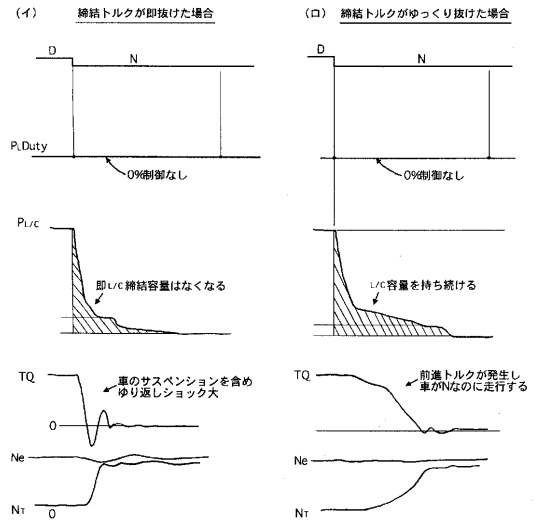 (イ) 締結トルクが即抜けた場合
D
N
PLDuty
0%制御なし
PL/C
即L/C締結容量はなくなる
TQ
車のサスペンションを含め
ゆり返しショック大
0
Ne
NT 0
(ロ) 締結トルクがゆっくり抜けた場合
D
N
0%制御なし
L/C容量を持ち続ける
TQ
前進トルクが発生し
車がNなのに走行する
Ne
NT